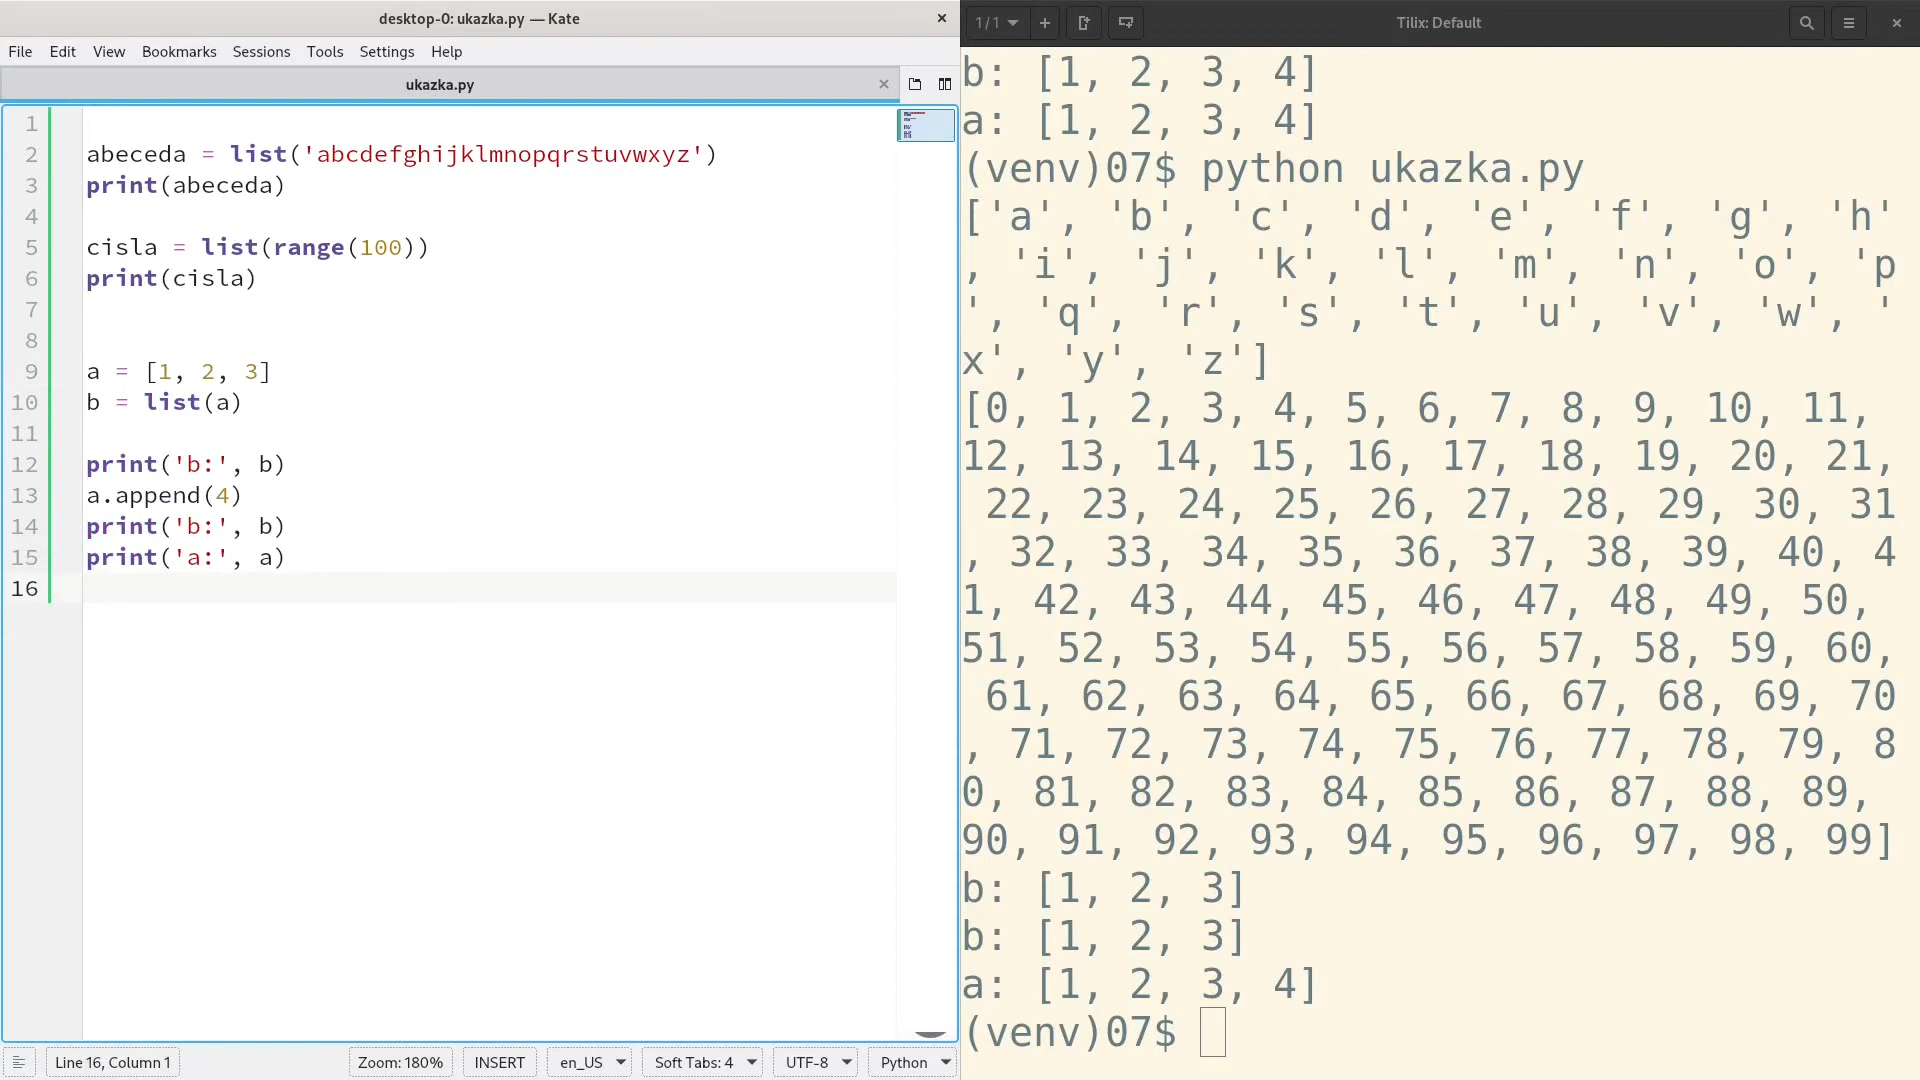 desktop-0: ukazka.py — Kate
File Edit View Bookmarks Sessions Tools Settings Help
ukazka.py
1
2 abeceda = list('abcdefghijklmnopqrstuvwxyz')
3 print(abeceda)
4
5 cisla = list(range(100))
6 print(cisla)
7
8
9 a = [1, 2, 3]
10 b = list(a)
11
12 print('b:', b)
13 a.append(4)
14 print('b:', b)
15 print('a:', a)
16
Line 16, Column 1 Zoom: 180% INSERT en_US Soft Tabs: 4 UTF-8 Python
1 / 1 Tilix: Default
b: [1, 2, 3, 4]
a: [1, 2, 3, 4]
(venv)07$ python ukazka.py
['a', 'b', 'c', 'd', 'e', 'f', 'g', 'h'
, 'i', 'j', 'k', 'l', 'm', 'n', 'o', 'p
', 'q', 'r', 's', 't', 'u', 'v', 'w', '
x', 'y', 'z']
[0, 1, 2, 3, 4, 5, 6, 7, 8, 9, 10, 11,
12, 13, 14, 15, 16, 17, 18, 19, 20, 21,
22, 23, 24, 25, 26, 27, 28, 29, 30, 31
, 32, 33, 34, 35, 36, 37, 38, 39, 40, 4
1, 42, 43, 44, 45, 46, 47, 48, 49, 50,
51, 52, 53, 54, 55, 56, 57, 58, 59, 60,
61, 62, 63, 64, 65, 66, 67, 68, 69, 70
, 71, 72, 73, 74, 75, 76, 77, 78, 79, 8
0, 81, 82, 83, 84, 85, 86, 87, 88, 89,
90, 91, 92, 93, 94, 95, 96, 97, 98, 99]
b: [1, 2, 3]
b: [1, 2, 3]
a: [1, 2, 3, 4]
(venv)07$